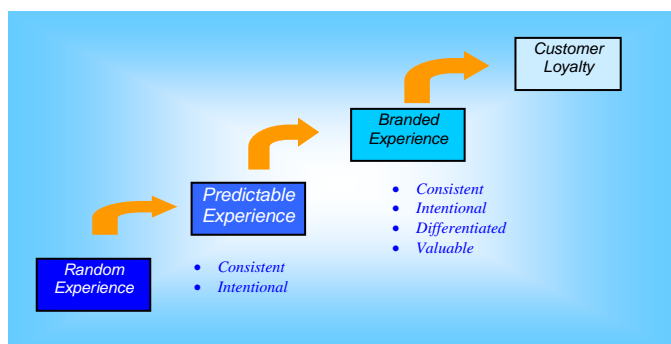 Customer
Loyalty
Branded
Experience
• Consistent
• Intentional
• Differentiated
• Valuable
Predictable
Experience
• Consistent
• Intentional
Random
Experience